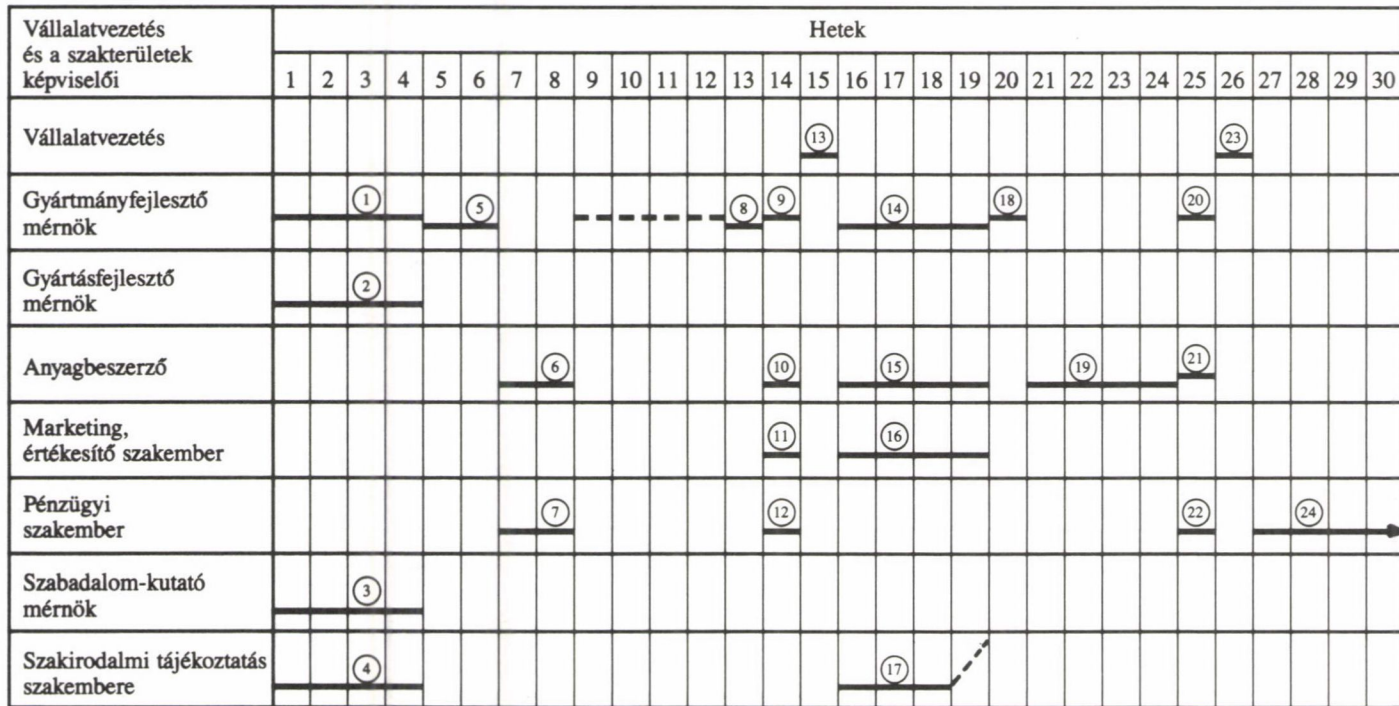 Vállalatvezetés
és a szakterületek
képviselői
Hetek
1 2 3 4 5 6 7 8 9 10 11 12 13 14 15 16 17 18 19 20 21 22 23 24 25 26 27 28 29 30
Vállalatvezetés
13 23
Gyártmányfejlesztő
mérnök
1 5 8 9 14 18 20
Gyártásfejlesztő
mérnök
2
Anyagbeszerző
6 10 15 19 21
Marketing,
értékesítő szakember
11 16
Pénzügyi
szakember
7 12 22 24
Szabadalom-kutató
mérnök
3
Szakirodalmi tájékoztatás
szakembere
4 17